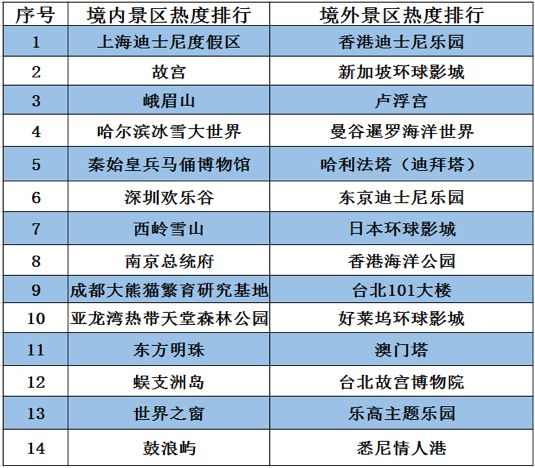 序号 境内景区热度排行 境外景区热度排行
1 上海迪士尼度假区 香港迪士尼乐园
2 故宫 新加坡环球影城
3 峨眉山 卢浮宫
4 哈尔滨冰雪大世界 曼谷暹罗海洋世界
5 秦始皇兵马俑博物馆 哈利法塔（迪拜塔）
6 深圳欢乐谷 东京迪士尼乐园
7 西岭雪山 日本环球影城
8 南京总统府 香港海洋公园
9 成都大熊猫繁育研究基地 台北101大楼
10 亚龙湾热带天堂森林公园 好莱坞环球影城
11 东方明珠 澳门塔
12 蜈支洲岛 台北故宫博物院
13 世界之窗 乐高主题乐园
14 鼓浪屿 悉尼情人港